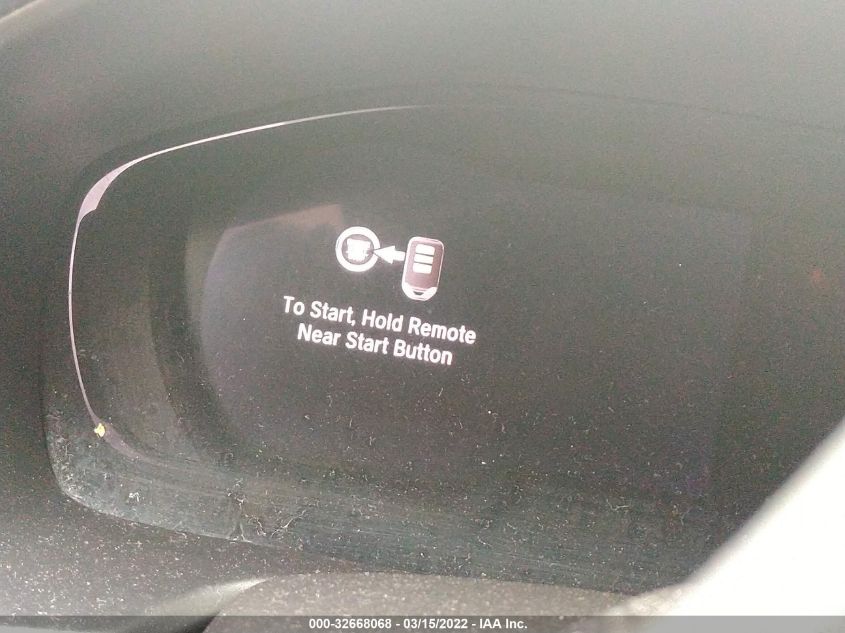 To Start, Hold Remote
Near Start Button
000-32668068 - 03/15/2022 - IAA Inc.